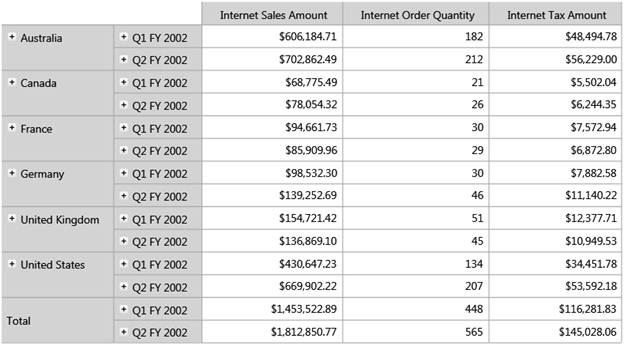 Internet Sales Amount Internet Order Quantity Internet Tax Amount
+ Australia + Q1 FY 2002 $606,184.71 182 $48,494.78
+ Q2 FY 2002 $702,862.49 212 $56,229.00
+ Canada + Q1 FY 2002 $68,775.49 21 $5,502.04
+ Q2 FY 2002 $78,054.32 26 $6,244.35
+ France + Q1 FY 2002 $94,661.73 30 $7,572.94
+ Q2 FY 2002 $85,909.96 29 $6,872.80
+ Germany + Q1 FY 2002 $98,532.30 30 $7,882.58
+ Q2 FY 2002 $139,252.69 46 $11,140.22
+ United Kingdom + Q1 FY 2002 $154,721.42 51 $12,377.71
+ Q2 FY 2002 $136,869.10 45 $10,949.53
+ United States + Q1 FY 2002 $430,647.23 134 $34,451.78
+ Q2 FY 2002 $669,902.22 207 $53,592.18
Total + Q1 FY 2002 $1,453,522.89 448 $116,281.83
+ Q2 FY 2002 $1,812,850.77 565 $145,028.06